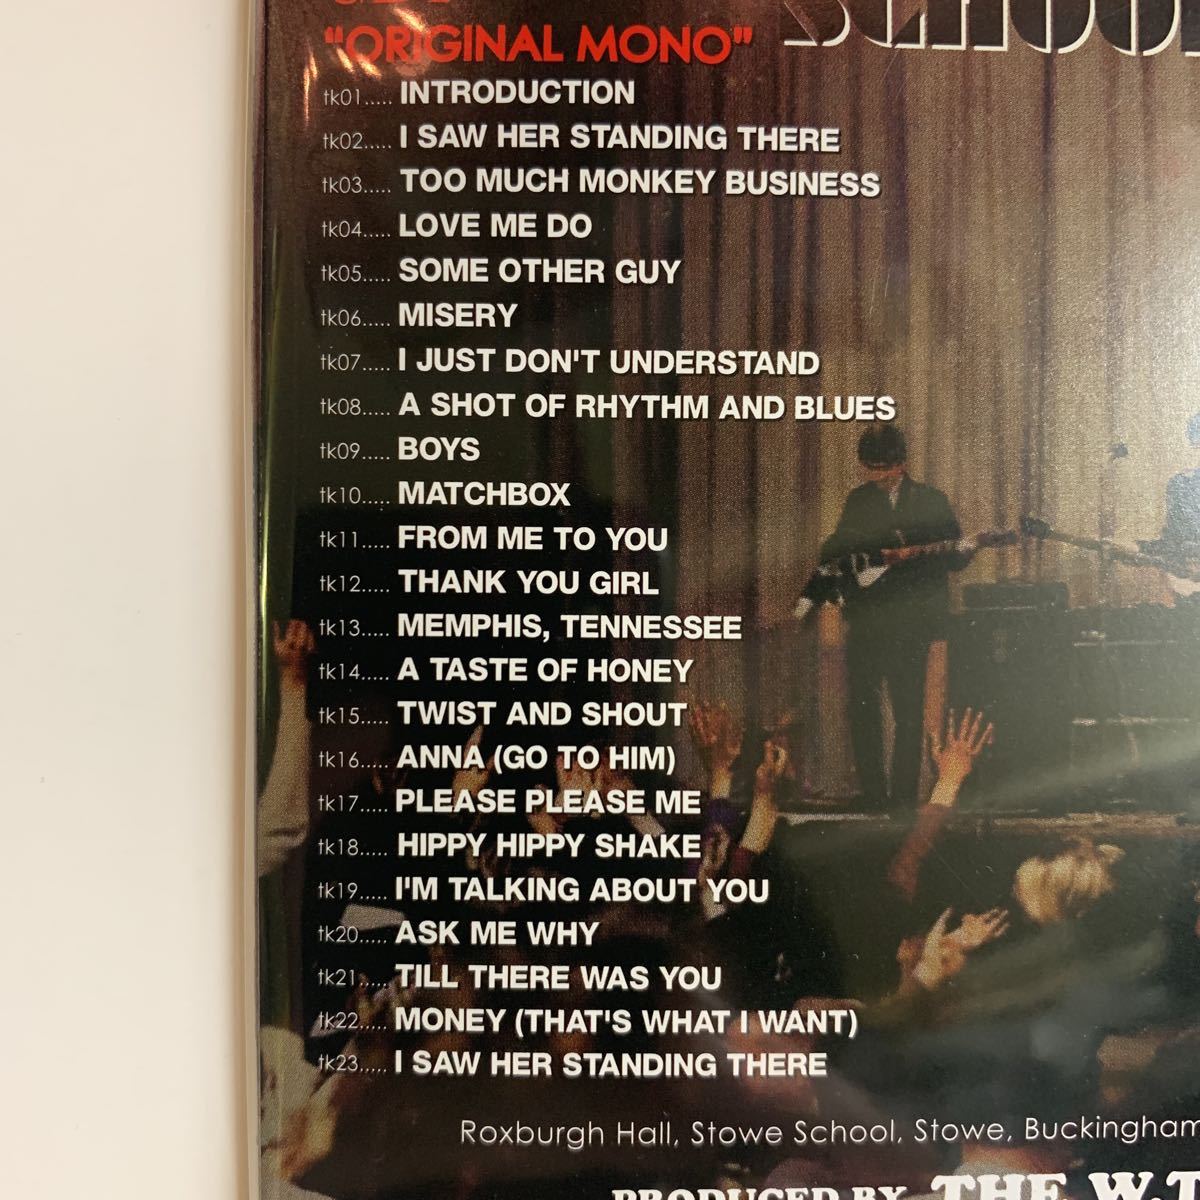 SCHOOL
"ORIGINAL MONO"
tk01..... INTRODUCTION
tk02..... I SAW HER STANDING THERE
tk03..... TOO MUCH MONKEY BUSINESS
tk04..... LOVE ME DO
tk05..... SOME OTHER GUY
tk06..... MISERY
tk07..... I JUST DON'T UNDERSTAND
tk08..... A SHOT OF RHYTHM AND BLUES
tk09..... BOYS
tk10..... MATCHBOX
tk11..... FROM ME TO YOU
tk12..... THANK YOU GIRL
tk13..... MEMPHIS, TENNESSEE
tk14..... A TASTE OF HONEY
tk15..... TWIST AND SHOUT
tk16..... ANNA (GO TO HIM)
tk17..... PLEASE PLEASE ME
tk18..... HIPPY HIPPY SHAKE
tk19..... I'M TALKING ABOUT YOU
tk20..... ASK ME WHY
tk21..... TILL THERE WAS YOU
tk22..... MONEY (THAT'S WHAT I WANT)
tk23..... I SAW HER STANDING THERE
Roxburgh Hall, Stowe School, Stowe, Buckingham
PRODUCED BY THE W.T